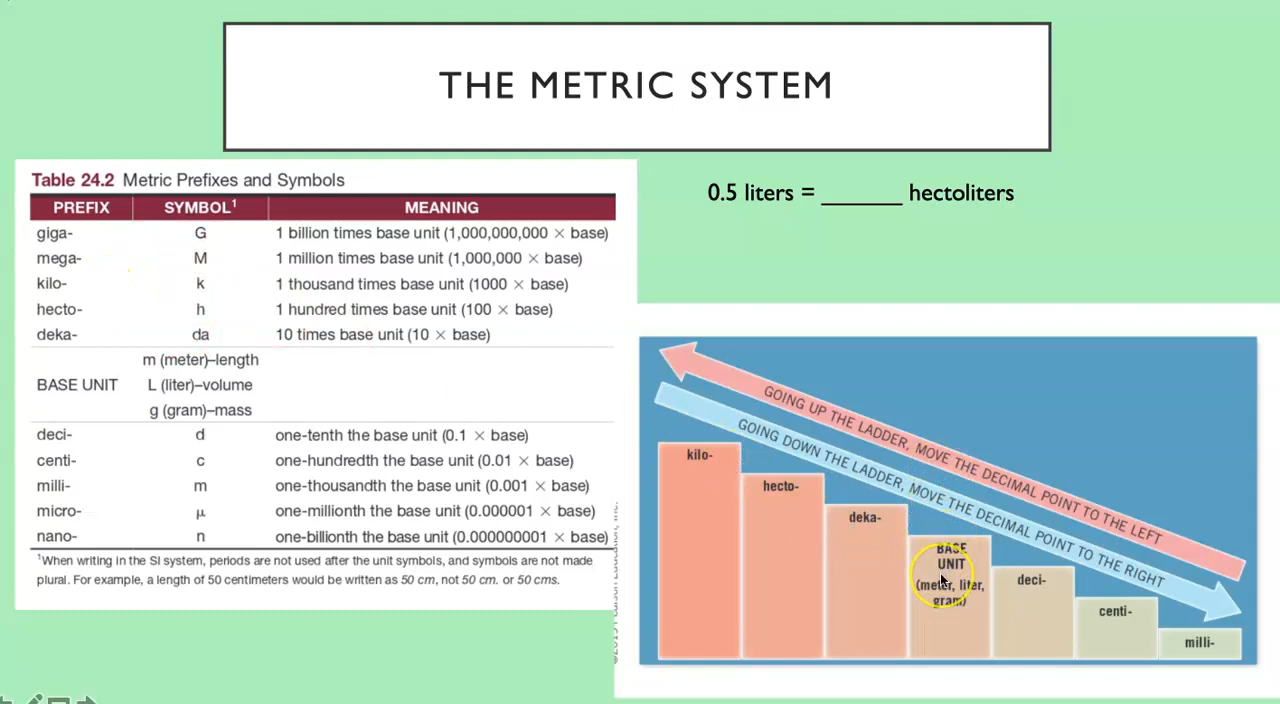 THE METRIC SYSTEM
Table 24.2 Metric Prefixes and Symbols
PREFIX SYMBOL¹ MEANING
giga- G 1 billion times base unit (1,000,000,000 × base)
mega- M 1 million times base unit (1,000,000 × base)
kilo- k 1 thousand times base unit (1000 × base)
hecto- h 1 hundred times base unit (100 × base)
deka- da 10 times base unit (10 × base)
m (meter)–length
BASE UNIT L (liter)–volume
g (gram)–mass
deci- d one-tenth the base unit (0.1 × base)
centi- c one-hundredth the base unit (0.01 × base)
milli- m one-thousandth the base unit (0.001 × base)
micro- μ one-millionth the base unit (0.000001 × base)
nano- n one-billionth the base unit (0.000000001 × base)
¹When writing in the SI system, periods are not used after the unit symbols, and symbols are not made
plural. For example, a length of 50 centimeters would be written as 50 cm, not 50 cm. or 50 cms.
0.5 liters = _______ hectoliters
GOING UP THE LADDER, MOVE THE DECIMAL POINT TO THE LEFT
GOING DOWN THE LADDER, MOVE THE DECIMAL POINT TO THE RIGHT
kilo-
hecto-
deka-
BASE
UNIT
(meter, liter,
gram)
deci-
centi-
milli-